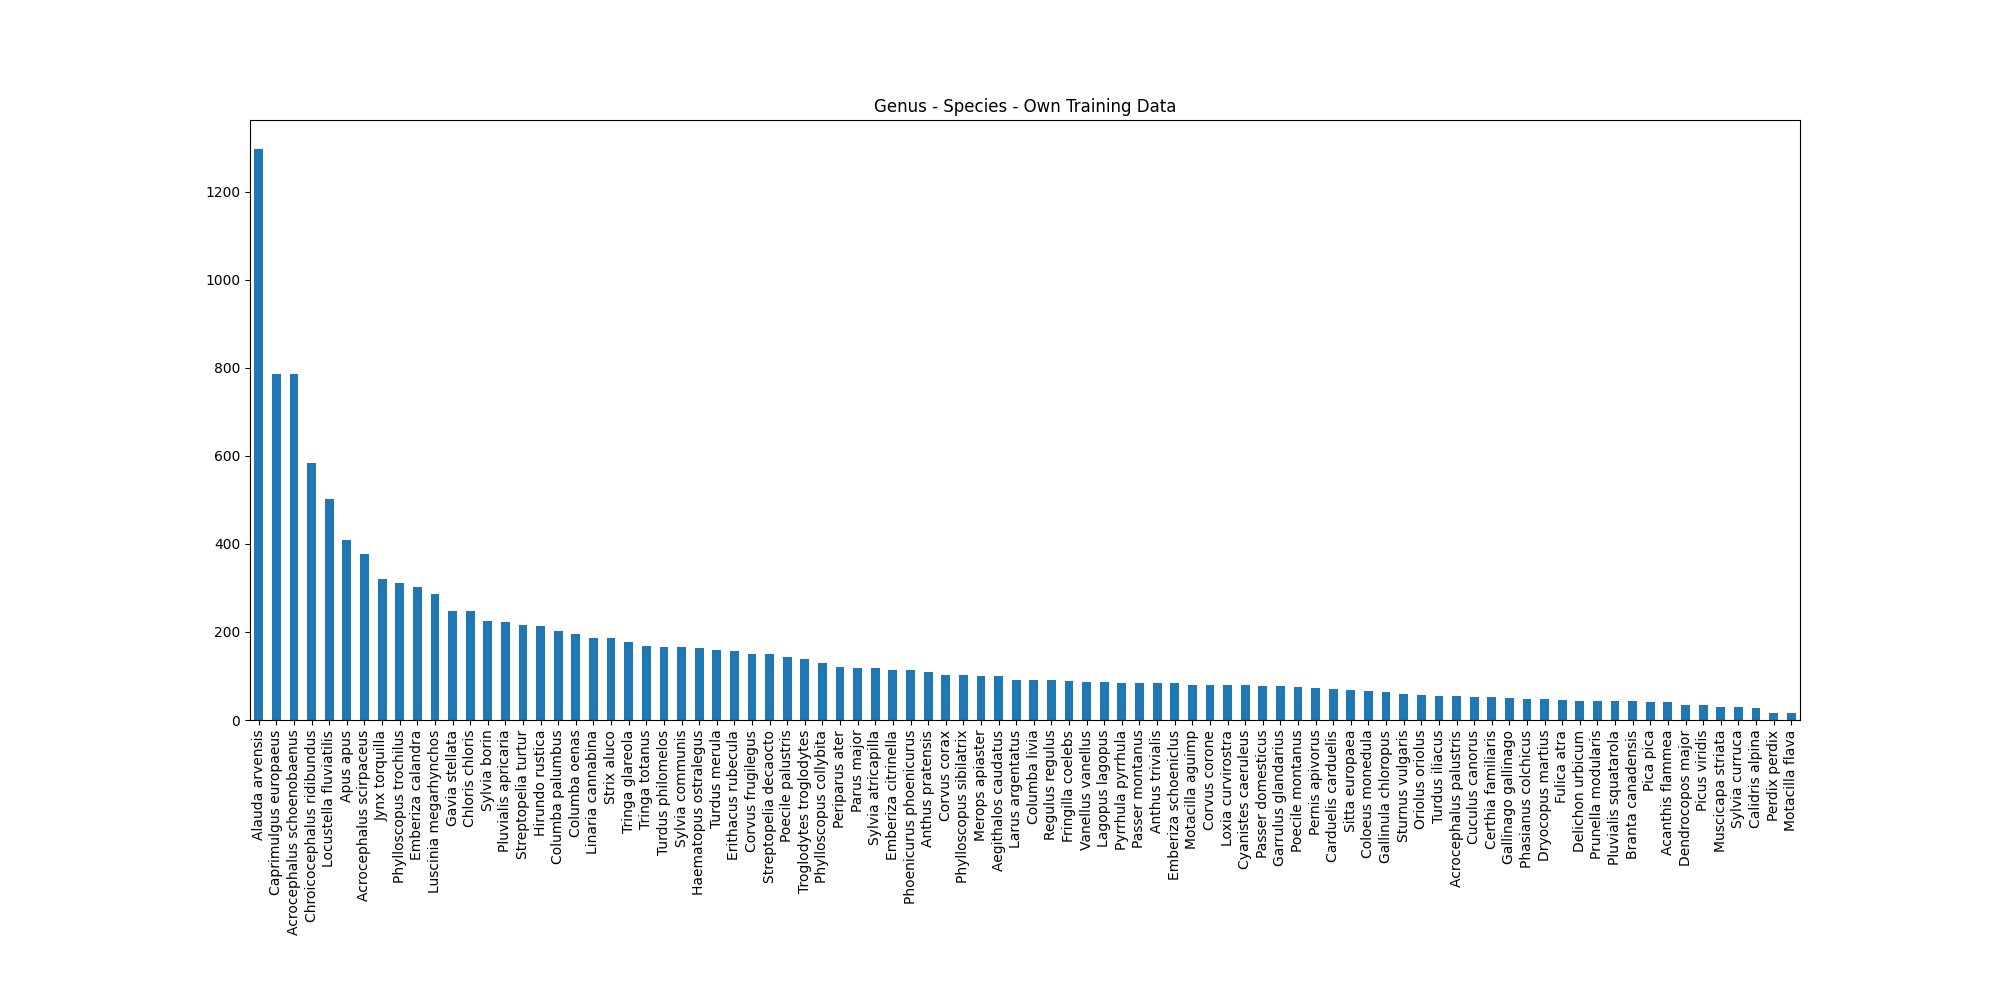 Genus - Species - Own Training Data
1200
1000
800
600
400
200
0
Alauda arvensis
Caprimulgus europaeus
Acrocephalus schoenobaenus
Chroicocephalus ridibundus
Locustella fluviatilis
Apus apus
Acrocephalus scirpaceus
Jynx torquilla
Phylloscopus trochilus
Emberiza calandra
Luscinia megarhynchos
Gavia stellata
Chloris chloris
Sylvia borin
Pluvialis apricaria
Streptopelia turtur
Hirundo rustica
Columba palumbus
Columba oenas
Linaria cannabina
Strix aluco
Tringa glareola
Tringa totanus
Turdus philomelos
Sylvia communis
Haematopus ostralegus
Turdus merula
Erithacus rubecula
Corvus frugilegus
Streptopelia decaocto
Poecile palustris
Troglodytes troglodytes
Phylloscopus collybita
Periparus ater
Parus major
Sylvia atricapilla
Emberiza citrinella
Phoenicurus phoenicurus
Anthus pratensis
Corvus corax
Phylloscopus sibilatrix
Merops apiaster
Aegithalos caudatus
Larus argentatus
Columba livia
Regulus regulus
Fringilla coelebs
Vanellus vanellus
Lagopus lagopus
Pyrrhula pyrrhula
Passer montanus
Anthus trivialis
Emberiza schoeniclus
Motacilla aguimp
Corvus corone
Loxia curvirostra
Cyanistes caeruleus
Passer domesticus
Garrulus glandarius
Poecile montanus
Pernis apivorus
Carduelis carduelis
Sitta europaea
Coloeus monedula
Gallinula chloropus
Sturnus vulgaris
Oriolus oriolus
Turdus iliacus
Acrocephalus palustris
Cuculus canorus
Certhia familiaris
Gallinago gallinago
Phasianus colchicus
Dryocopus martius
Fulica atra
Delichon urbicum
Prunella modularis
Pluvialis squatarola
Branta canadensis
Pica pica
Acanthis flammea
Dendrocopos major
Picus viridis
Muscicapa striata
Sylvia curruca
Calidris alpina
Perdix perdix
Motacilla flava